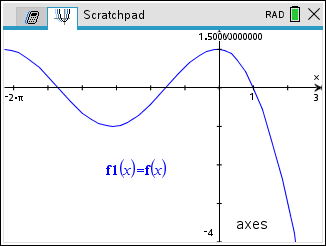 Scratchpad RAD
1.50060000000
x
-2·π 1 3
f1(x)=f(x)
-4 axes